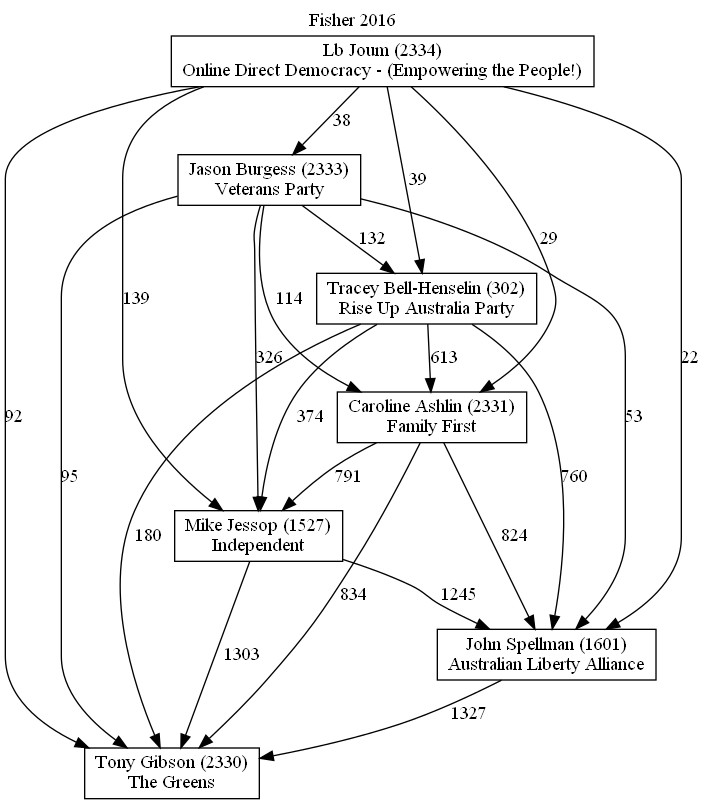 Fisher 2016
Lb Joum (2334)
Online Direct Democracy - (Empowering the People!)
38
Jason Burgess (2333)
Veterans Party
39
132
29
Tracey Bell-Henselin (302)
Rise Up Australia Party
139
114
326
613
22
Caroline Ashlin (2331)
Family First
92
374
53
95
791
760
Mike Jessop (1527)
Independent
180
824
834
1245
John Spellman (1601)
Australian Liberty Alliance
1303
1327
Tony Gibson (2330)
The Greens